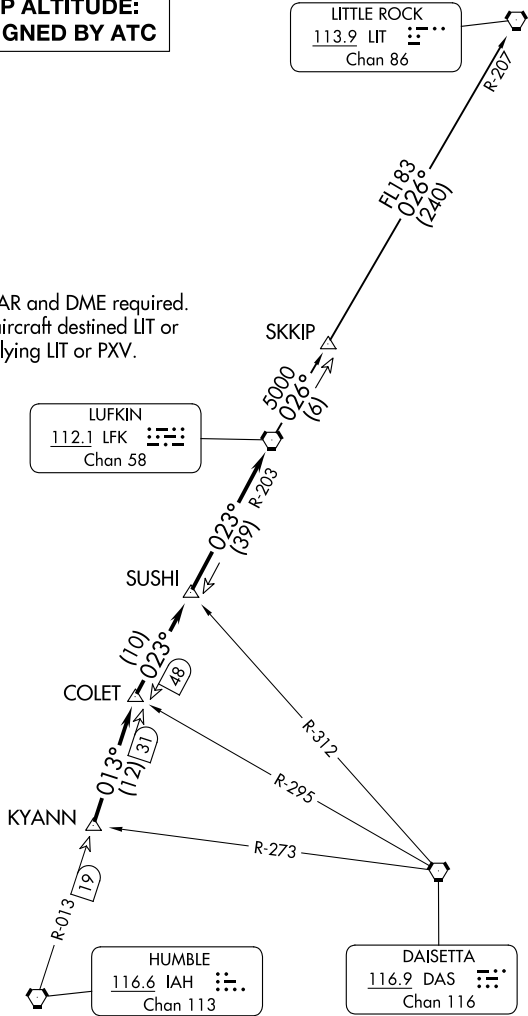 P ALTITUDE:
GNED BY ATC
LITTLE ROCK
113.9 LIT
Chan 86
R-207
FL183
026°
(240)
AR and DME required.
aircraft destined LIT or
lying LIT or PXV.
SKKIP
5000
026°
(6)
LUFKIN
112.1 LFK
Chan 58
R-203
023°
(39)
SUSHI
(10)
023°
48
COLET
31
013°
(12)
R-312
R-295
KYANN
R-273
19
R-013
HUMBLE
116.6 IAH
Chan 113
DAISETTA
116.9 DAS
Chan 116